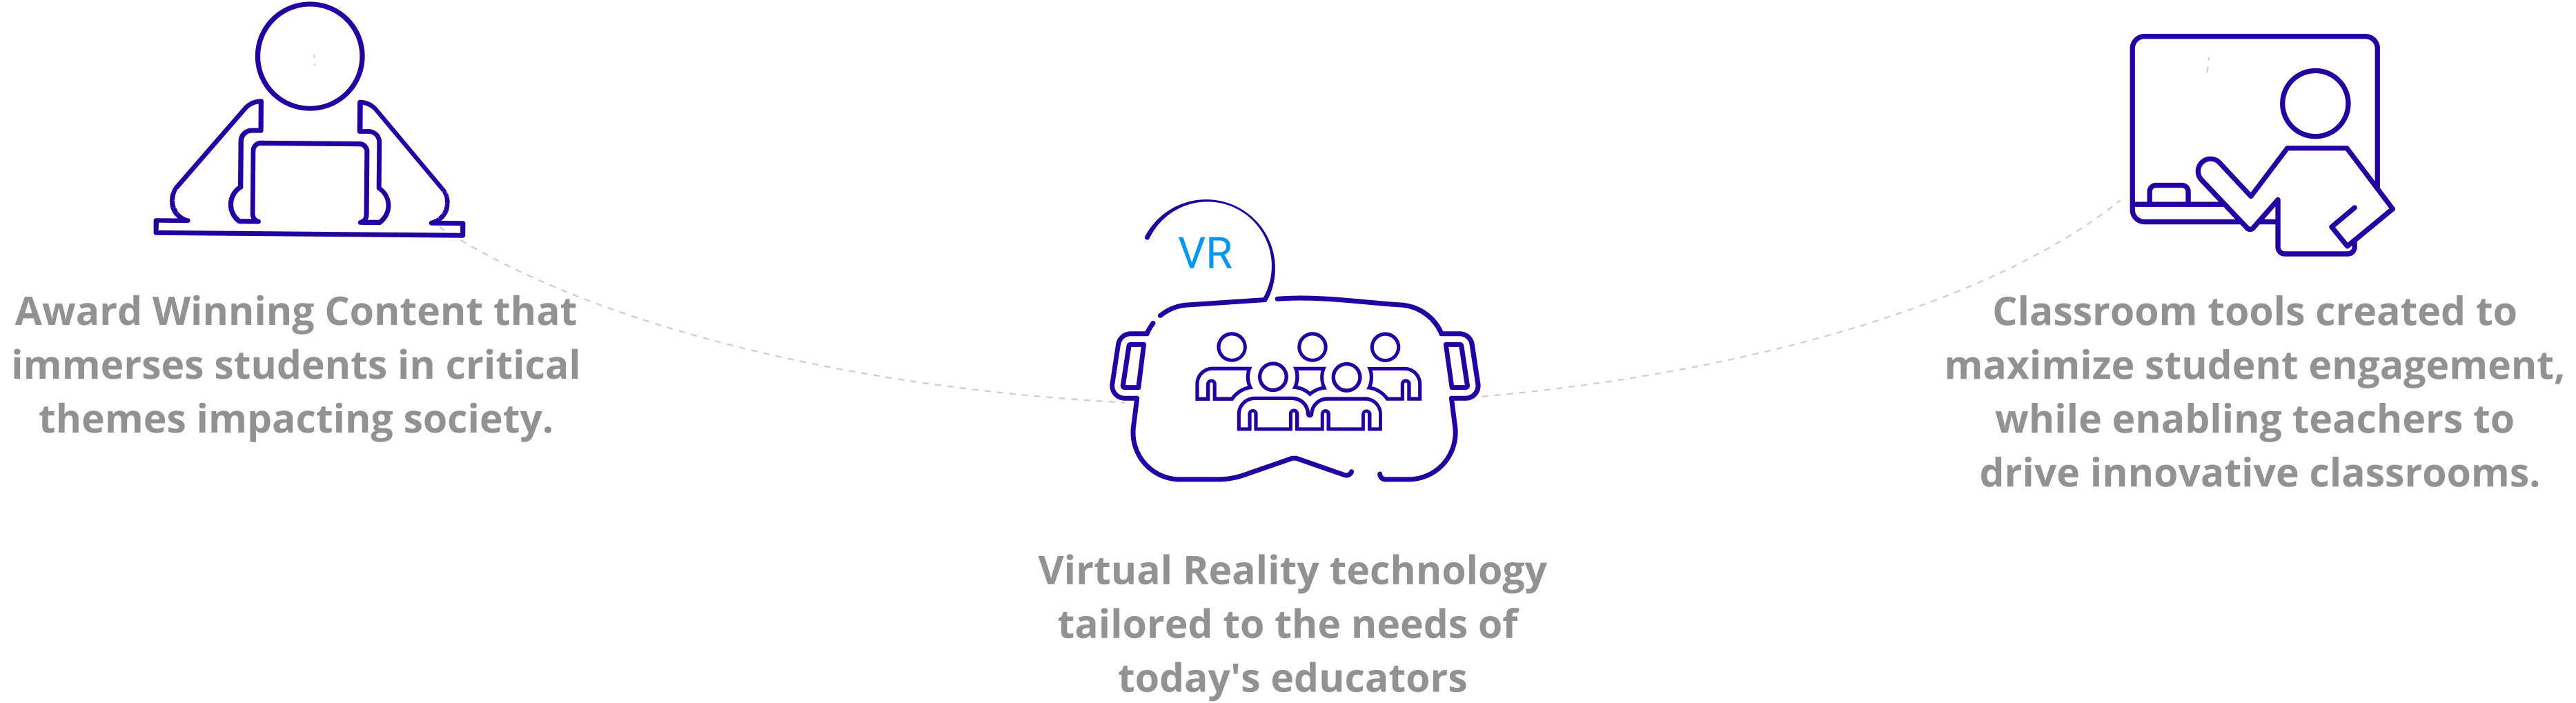 Award Winning Content that
immerses students in critical
themes impacting society.
VR
Virtual Reality technology
tailored to the needs of
today's educators
Classroom tools created to
maximize student engagement,
while enabling teachers to
drive innovative classrooms.